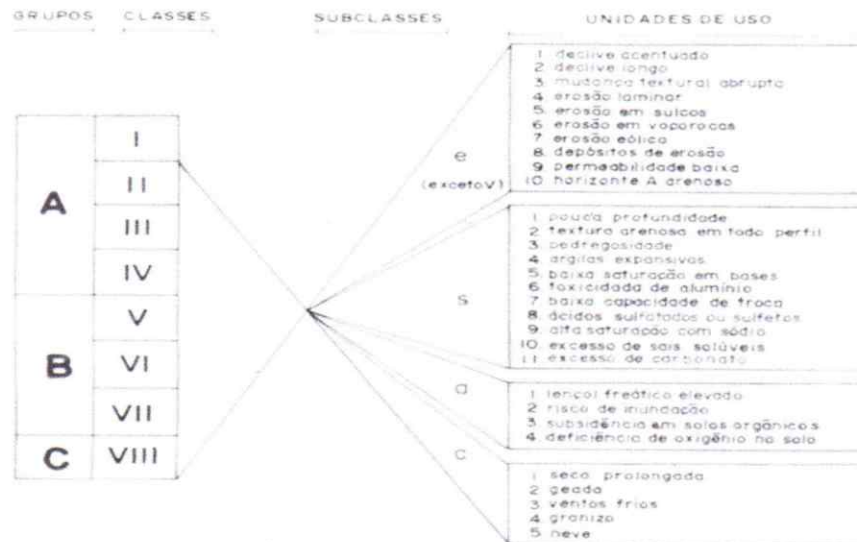 GRUPOS CLASSES SUBCLASSES UNIDADES DE USO
A
I
II
III
IV
B
V
VI
VII
C
VIII
e
(exceto V)
1. declive acentuado
2. declive longo
3. mudança textural abrupta
4. erosão laminar
5. erosão em sulcos
6. erosão em voçorocas
7. erosão eólica
8. depósitos de erosão
9. permeabilidade baixa
10. horizonte A arenoso
s
1. pouca profundidade
2. textura arenosa em todo perfil
3. pedregosidade
4. argilas expansivas
5. baixa saturação em bases
6. toxicidade de alumínio
7. baixa capacidade de troca
8. ácidos sulfatados ou sulfetos
9. alta saturação com sódio
10. excesso de sais solúveis
11. excesso de carbonato
a
1. lençol freático elevado
2. risco de inundação
3. subsidência em solos orgânicos
4. deficiência de oxigênio no solo
c
1. seca prolongada
2. geada
3. ventos frios
4. granizo
5. neve